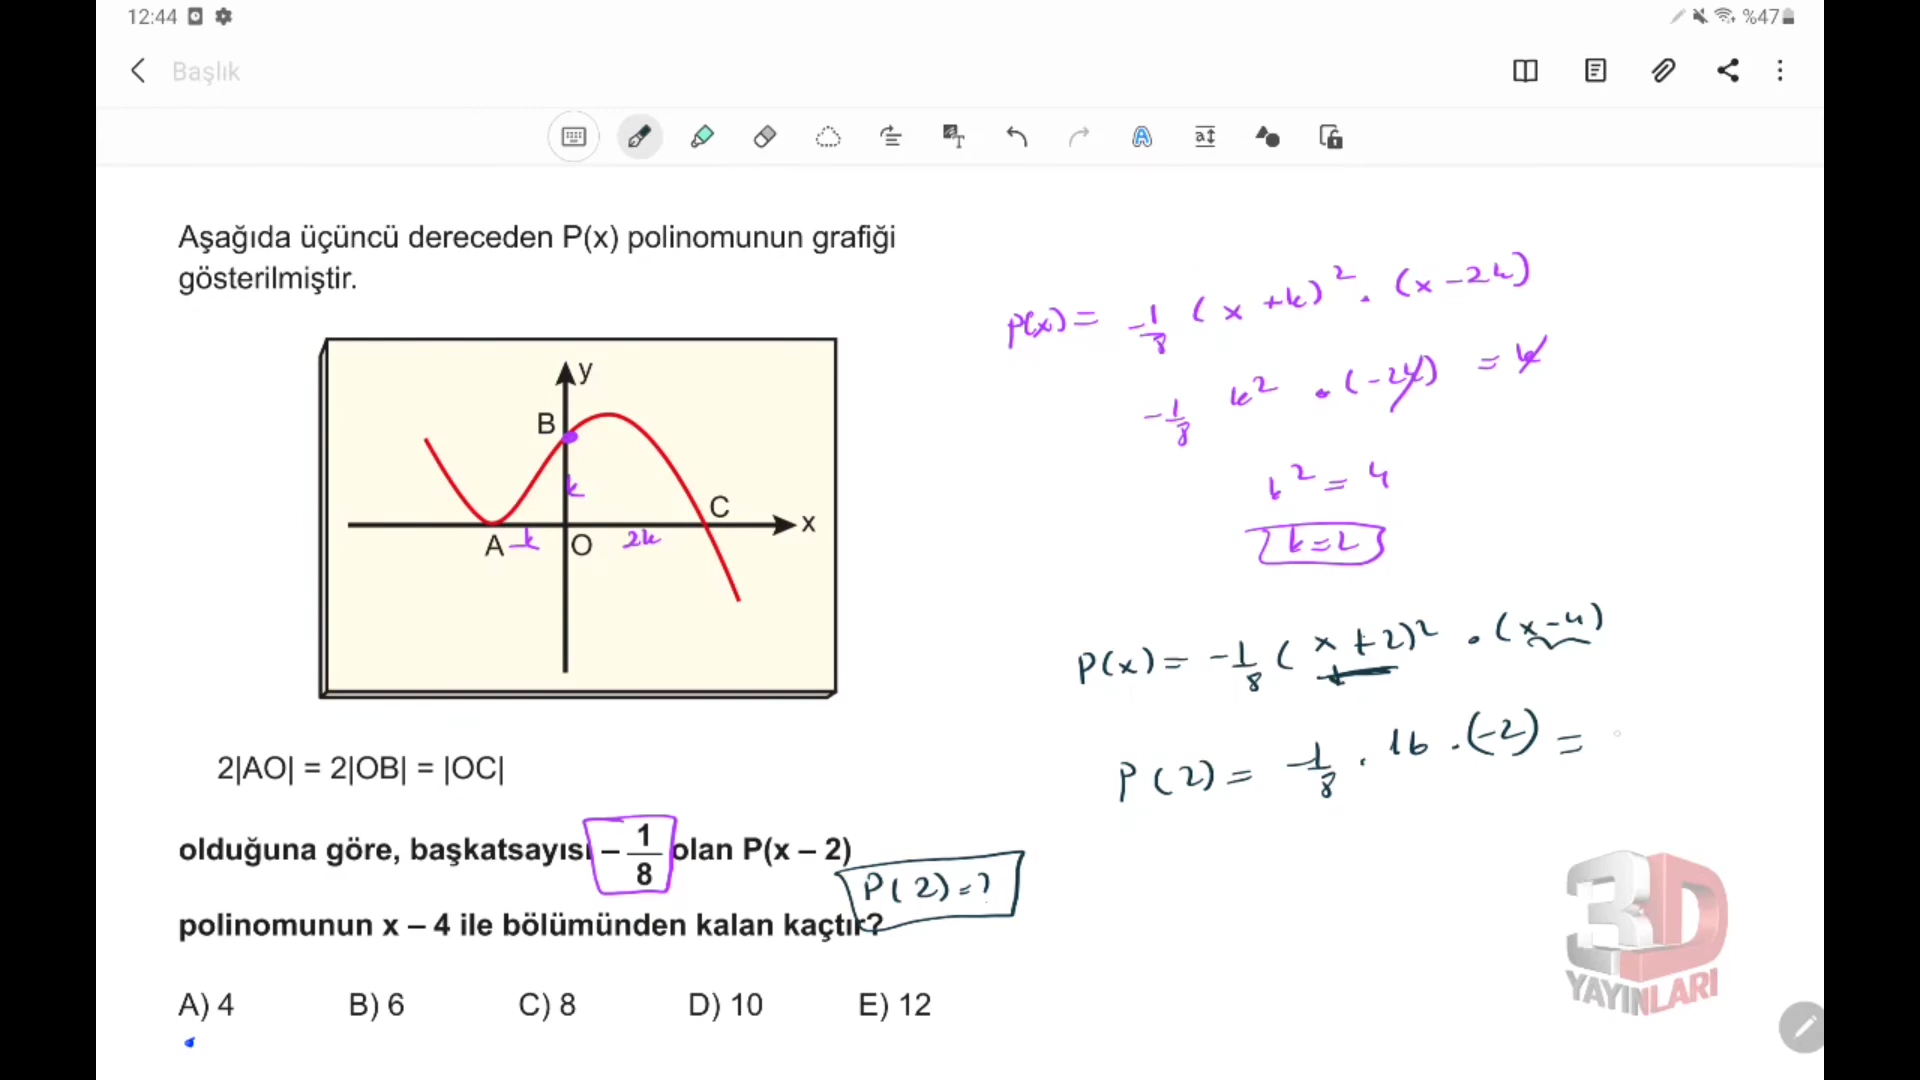 12:44
%47
Başlık
Aşağıda üçüncü dereceden P(x) polinomunun grafiği
gösterilmiştir.
y
B
k
C
x
A
k
O
2k
2|AO| = 2|OB| = |OC|
olduğuna göre, başkatsayısı – 1/8 olan P(x – 2)
polinomunun x – 4 ile bölümünden kalan kaçtır?
P(2)=?
A) 4 B) 6 C) 8 D) 10 E) 12
P(x) = -1/8 (x+k)² . (x-2k)
-1/8 k² . (-2k) = k
k² = 4
k=2
P(x) = -1/8 (x+2)² . (x-4)
P(2) = -1/8 . 16 . (-2) =
3D
YAYINLARI